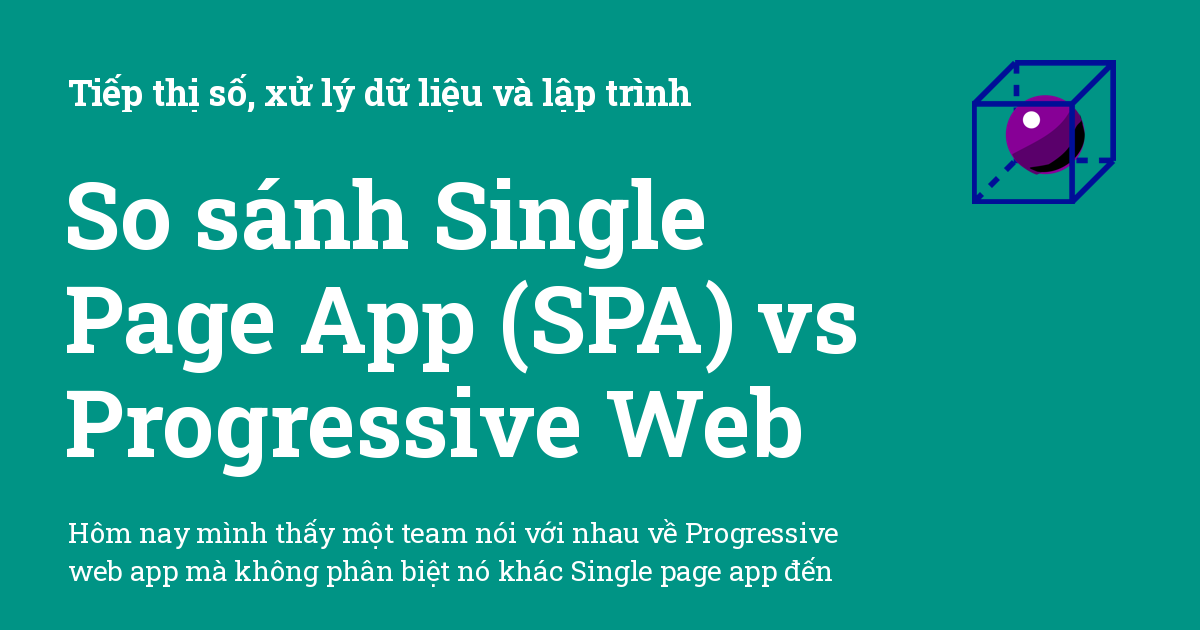 Tiếp thị số, xử lý dữ liệu và lập trình
So sánh Single
Page App (SPA) vs
Progressive Web
Hôm nay mình thấy một team nói với nhau về Progressive
web app mà không phân biệt nó khác Single page app đến